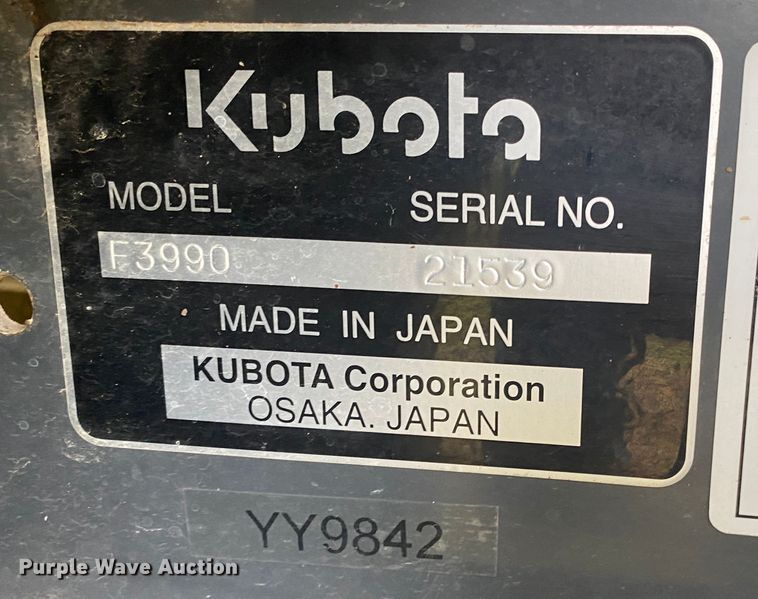 Kubota
MODEL SERIAL NO.
F3990 21539
MADE IN JAPAN
KUBOTA Corporation
OSAKA. JAPAN
YY9842
Purple Wave Auction